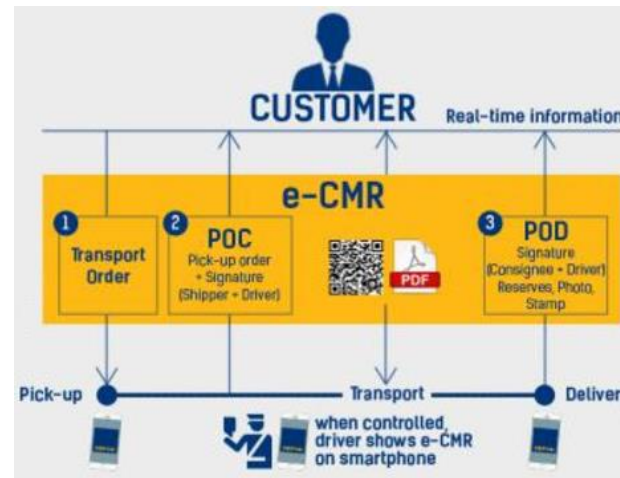 CUSTOMER
Real-time information
e-CMR
1
Transport
Order
2
POC
Pick-up order
+ Signature
(Shipper + Driver)
PDF
3
POD
Signature
(Consignee + Driver)
Reserves, Photo,
Stamp
Pick-up
Transport
Deliver
when controlled,
driver shows e-CMR
on smartphone